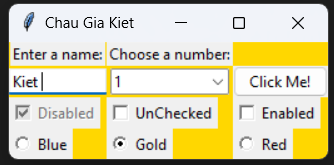 Chau Gia Kiet
Enter a name: Choose a number:
Kiet 1 Click Me!
Disabled UnChecked Enabled
Blue Gold Red